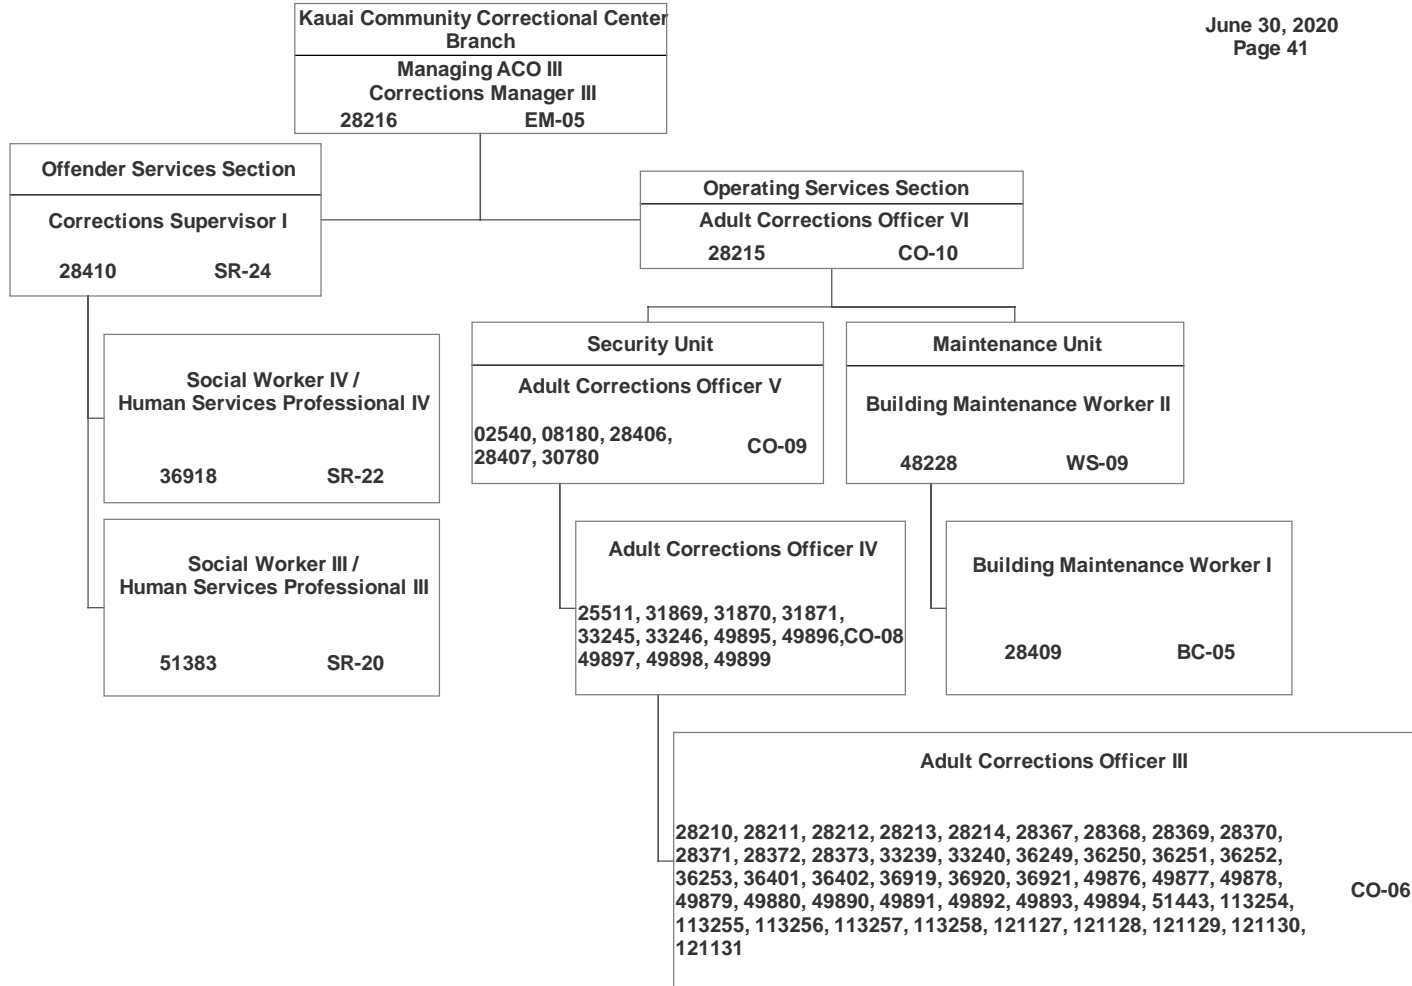 June 30, 2020
Page 41
Kauai Community Correctional Center
Branch
Managing ACO III
Corrections Manager III
28216 EM-05
Offender Services Section
Corrections Supervisor I
28410 SR-24
Operating Services Section
Adult Corrections Officer VI
28215 CO-10
Social Worker IV /
Human Services Professional IV
36918 SR-22
Social Worker III /
Human Services Professional III
51383 SR-20
Security Unit
Adult Corrections Officer V
02540, 08180, 28406,
28407, 30780
CO-09
Maintenance Unit
Building Maintenance Worker II
48228 WS-09
Adult Corrections Officer IV
25511, 31869, 31870, 31871,
33245, 33246, 49895, 49896,CO-08
49897, 49898, 49899
Building Maintenance Worker I
28409 BC-05
Adult Corrections Officer III
28210, 28211, 28212, 28213, 28214, 28367, 28368, 28369, 28370,
28371, 28372, 28373, 33239, 33240, 36249, 36250, 36251, 36252,
36253, 36401, 36402, 36919, 36920, 36921, 49876, 49877, 49878,
49879, 49880, 49890, 49891, 49892, 49893, 49894, 51443, 113254,
113255, 113256, 113257, 113258, 121127, 121128, 121129, 121130,
121131
CO-06